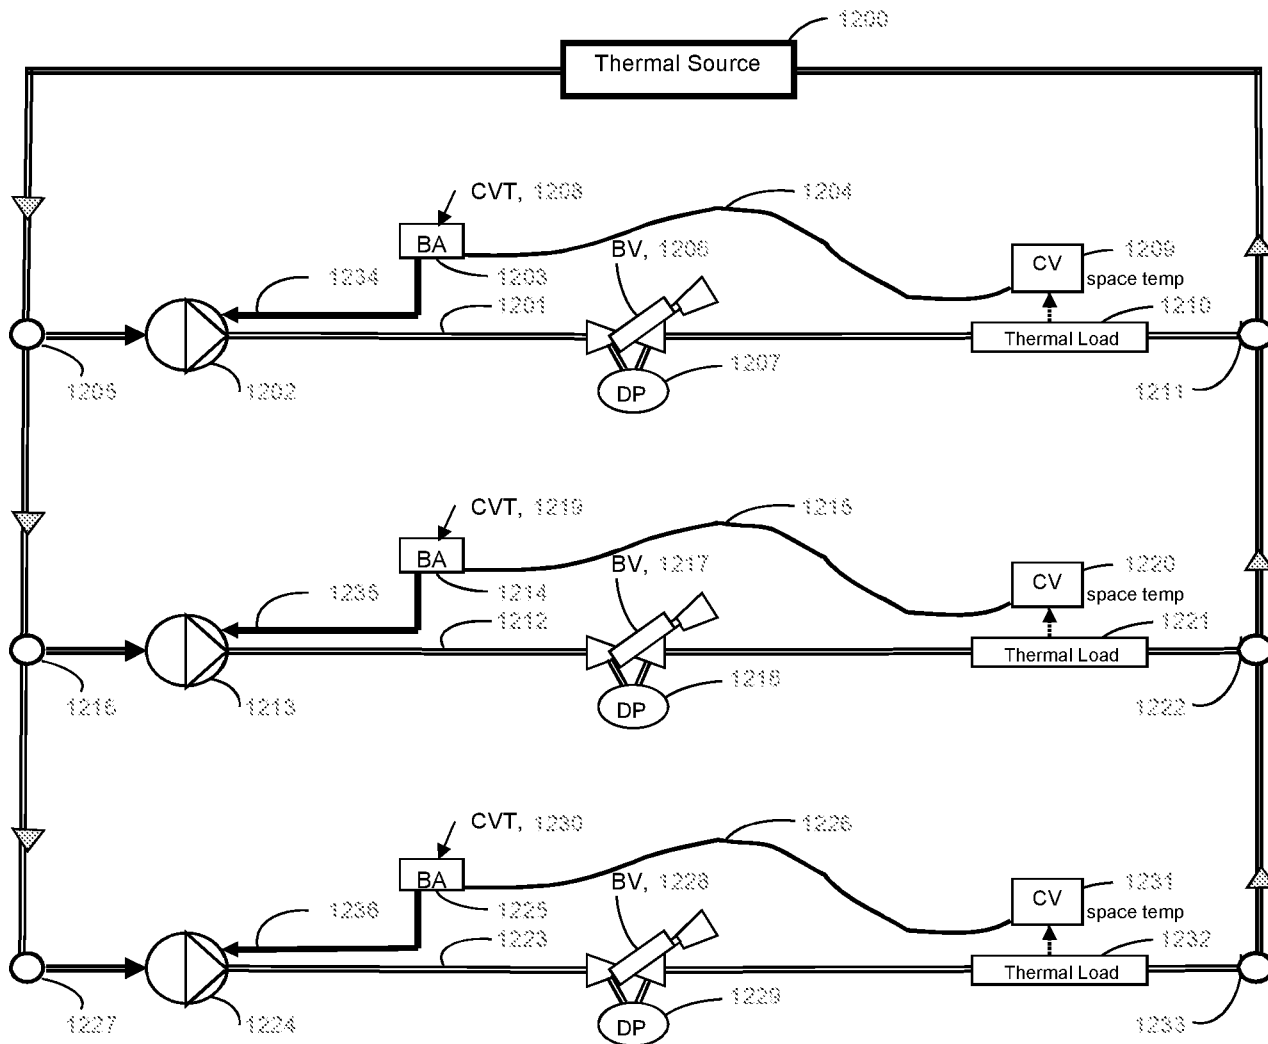 1200
Thermal Source
CVT, 1208
1204
BA
BV, 1206
1209
CV
space temp
1234
1203
1201
1210
Thermal Load
1205
1202
1207
DP
1211
CVT, 1219
1215
BA
BV, 1217
1220
CV
space temp
1235
1214
1212
1221
Thermal Load
1216
1213
1218
DP
1222
CVT, 1230
1226
BA
BV, 1228
1231
CV
space temp
1236
1225
1223
1232
Thermal Load
1227
1224
1229
DP
1233